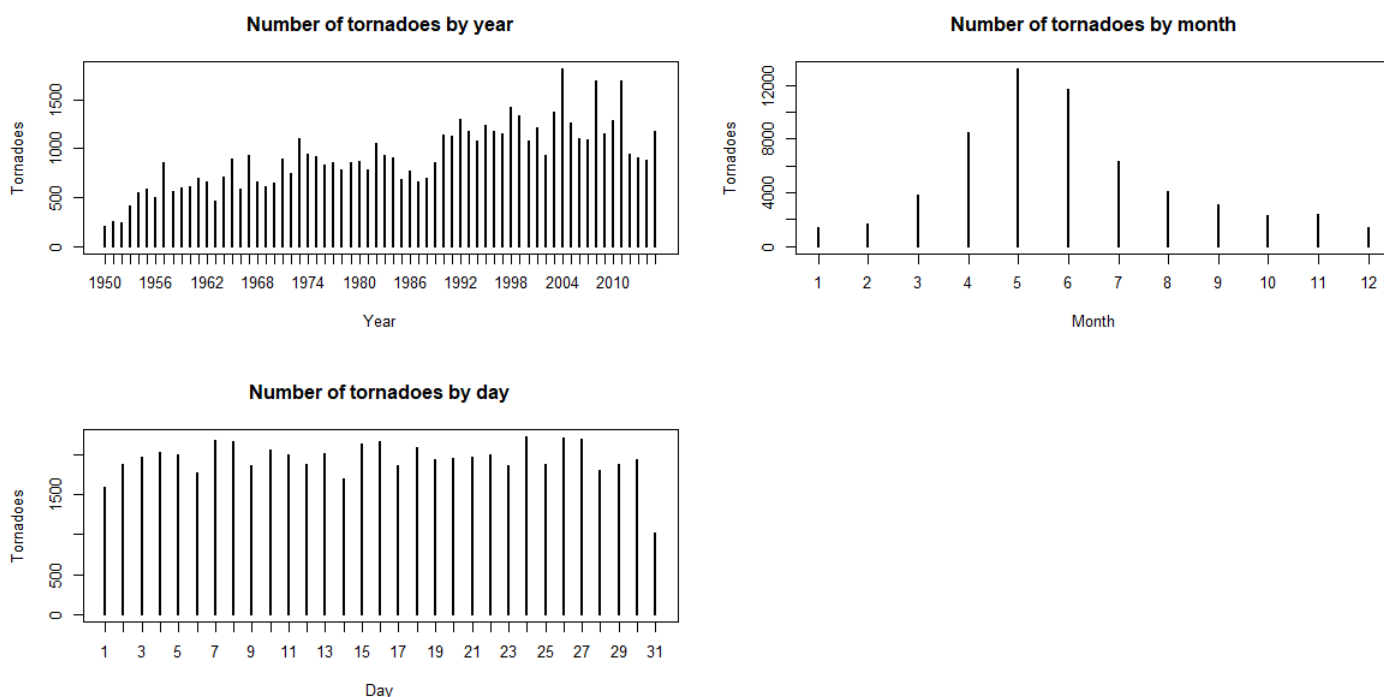 Number of tornadoes by year
Tornadoes
0 500 1000 1500
1950 1956 1962 1968 1974 1980 1986 1992 1998 2004 2010
Year
Number of tornadoes by month
Tornadoes
0 4000 8000 12000
1 2 3 4 5 6 7 8 9 10 11 12
Month
Number of tornadoes by day
Tornadoes
0 500 1500
1 3 5 7 9 11 13 15 17 19 21 23 25 27 29 31
Day